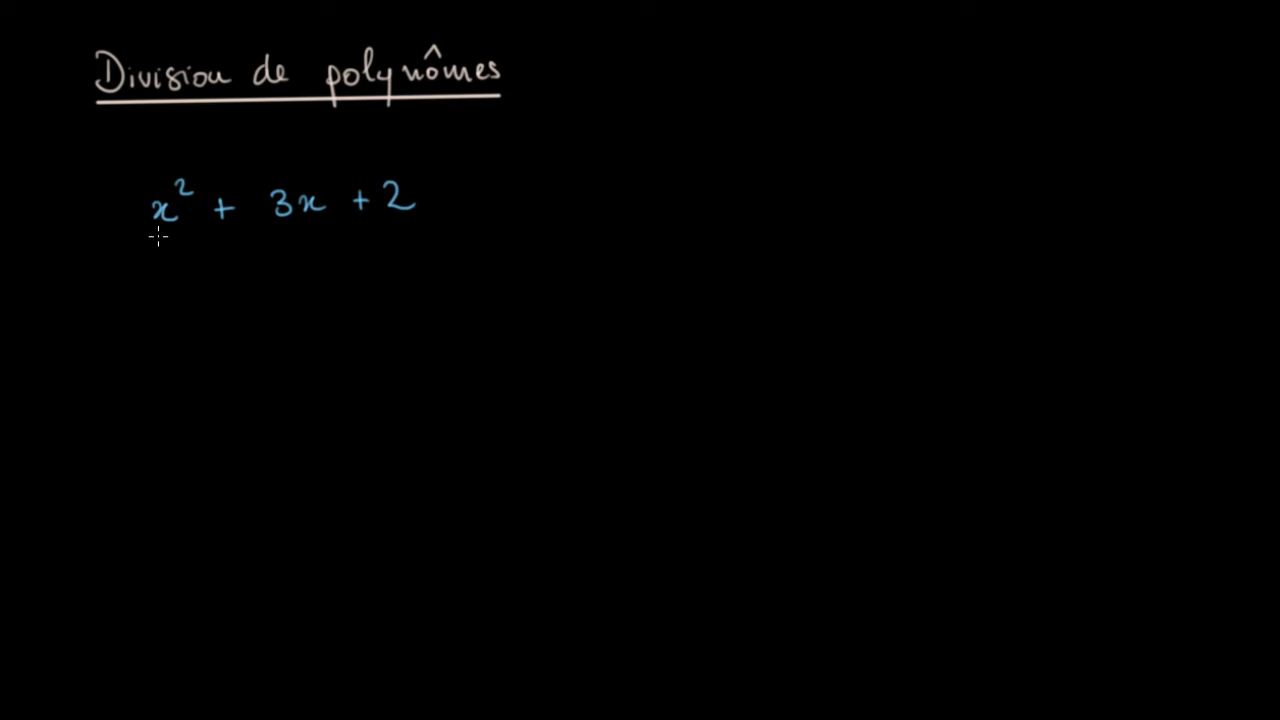 Division de polynômes
x² + 3x + 2